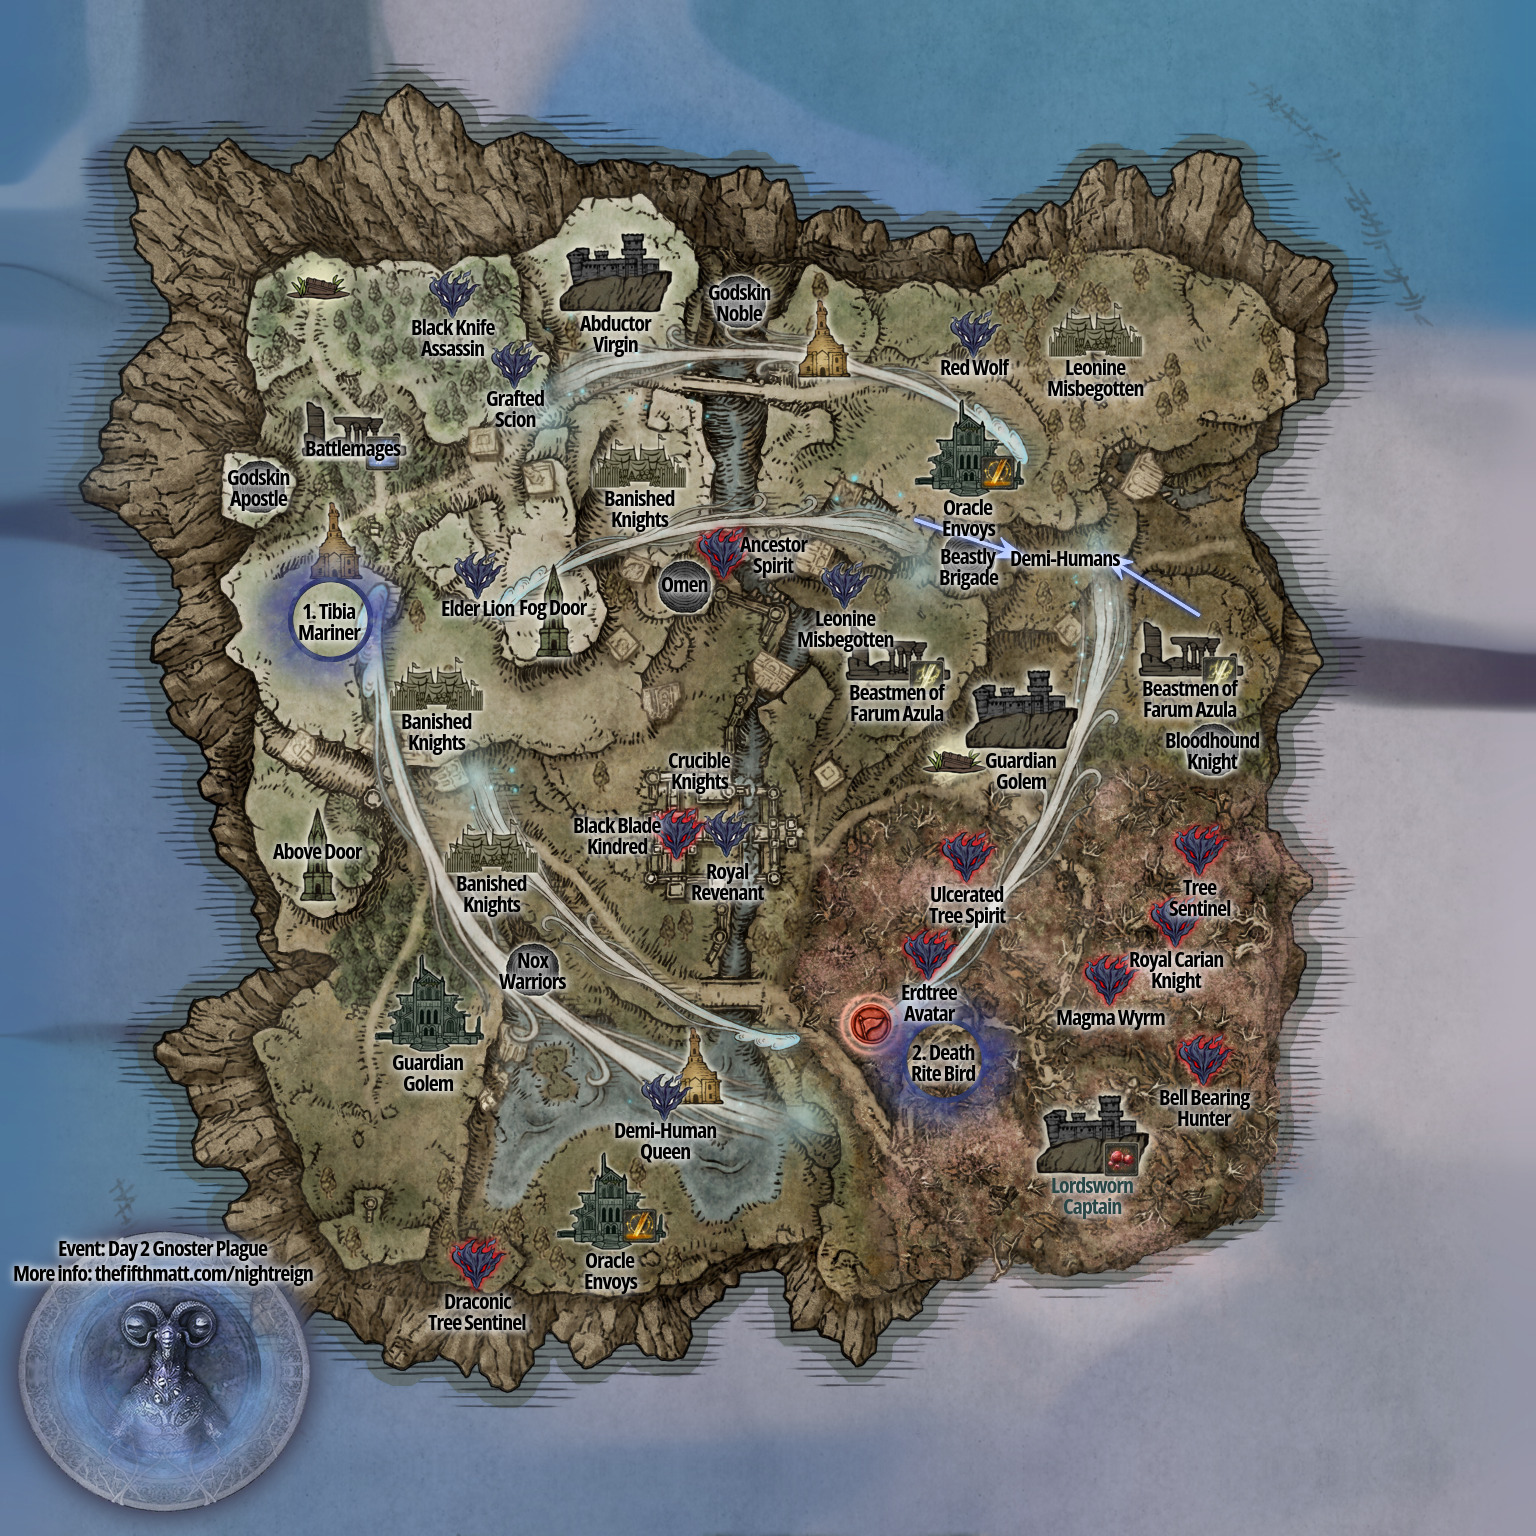 Godskin
Noble
Black Knife
Assassin
Abductor
Virgin
Red Wolf
Leonine
Misbegotten
Grafted
Scion
Battlemages
Godskin
Apostle
Banished
Knights
Oracle
Envoys
Ancestor
Spirit
Beastly
Brigade
Demi-Humans
Omen
Elder Lion
Fog Door
1. Tibia
Mariner
Leonine
Misbegotten
Beastmen of
Farum Azula
Beastmen of
Farum Azula
Banished
Knights
Bloodhound
Knight
Guardian
Golem
Crucible
Knights
Black Blade
Kindred
Royal
Revenant
Above Door
Banished
Knights
Ulcerated
Tree Spirit
Tree
Sentinel
Nox
Warriors
Royal Carian
Knight
Erdtree
Avatar
Magma Wyrm
Guardian
Golem
2. Death
Rite Bird
Bell Bearing
Hunter
Demi-Human
Queen
Lordsworn
Captain
Oracle
Envoys
Draconic
Tree Sentinel
Event: Day 2 Gnoster Plague
More info: thefifthmatt.com/nightreign